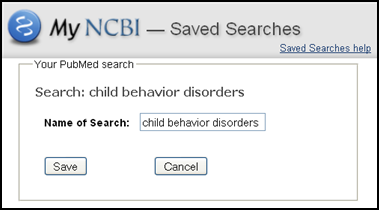 My NCBI — Saved Searches
Saved Searches help
Your PubMed search
Search: child behavior disorders
Name of Search: child behavior disorders
Save Cancel